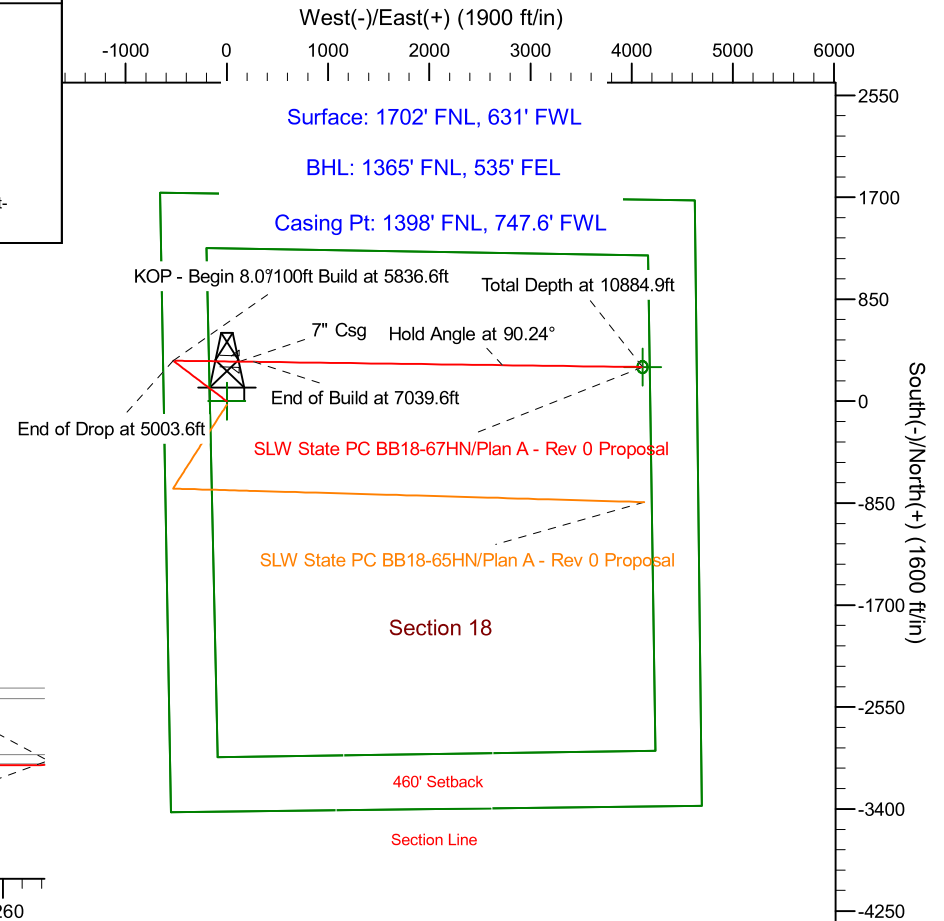 West(-)/East(+) (1900 ft/in)
-1000 0 1000 2000 3000 4000 5000 6000
2550
Surface: 1702' FNL, 631' FWL
BHL: 1365' FNL, 535' FEL
1700
Casing Pt: 1398' FNL, 747.6' FWL
KOP - Begin 8.0°/100ft Build at 5836.6ft
Total Depth at 10884.9ft
850
7" Csg
Hold Angle at 90.24°
End of Build at 7039.6ft
0
End of Drop at 5003.6ft
SLW State PC BB18-67HN/Plan A - Rev 0 Proposal
-850
SLW State PC BB18-65HN/Plan A - Rev 0 Proposal
-1700
Section 18
-2550
460' Setback
-3400
Section Line
-4250
South(-)/North(+) (1600 ft/in)